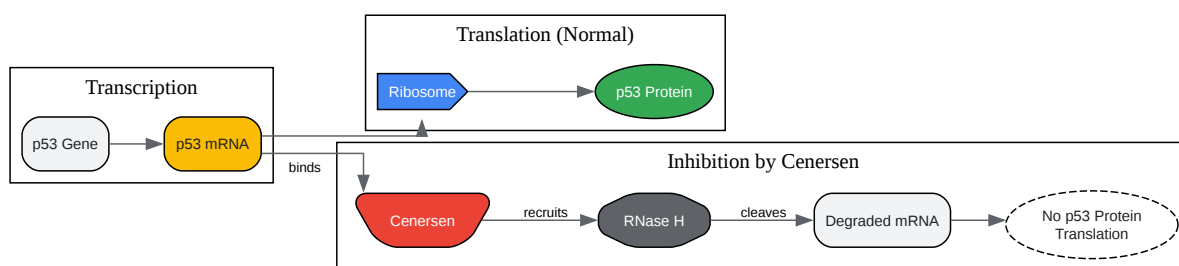 Transcription
p53 Gene
p53 mRNA
Translation (Normal)
Ribosome
p53 Protein
binds
Inhibition by Cenersen
Cenersen
recruits
RNase H
cleaves
Degraded mRNA
No p53 Protein
Translation